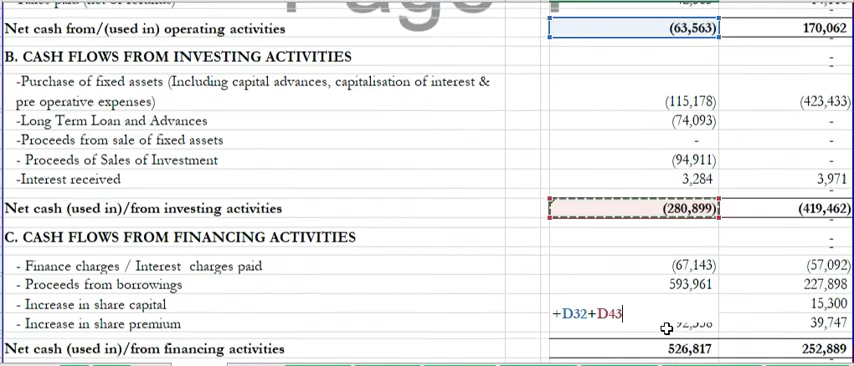 Net cash from/(used in) operating activities (63,563) 170,062
B. CASH FLOWS FROM INVESTING ACTIVITIES -
-Purchase of fixed assets (Including capital advances, capitalisation of interest &
pre operative expenses) (115,178) (423,433)
-Long Term Loan and Advances (74,093) -
-Proceeds from sale of fixed assets - -
- Proceeds of Sales of Investment (94,911) -
-Interest received 3,284 3,971
Net cash (used in)/from investing activities (280,899) (419,462)
C. CASH FLOWS FROM FINANCING ACTIVITIES -
- Finance charges / Interest charges paid (67,143) (57,092)
- Proceeds from borrowings 593,961 227,898
- Increase in share capital +D32+D43 15,300
- Increase in share premium 39,747
Net cash (used in)/from financing activities 526,817 252,889